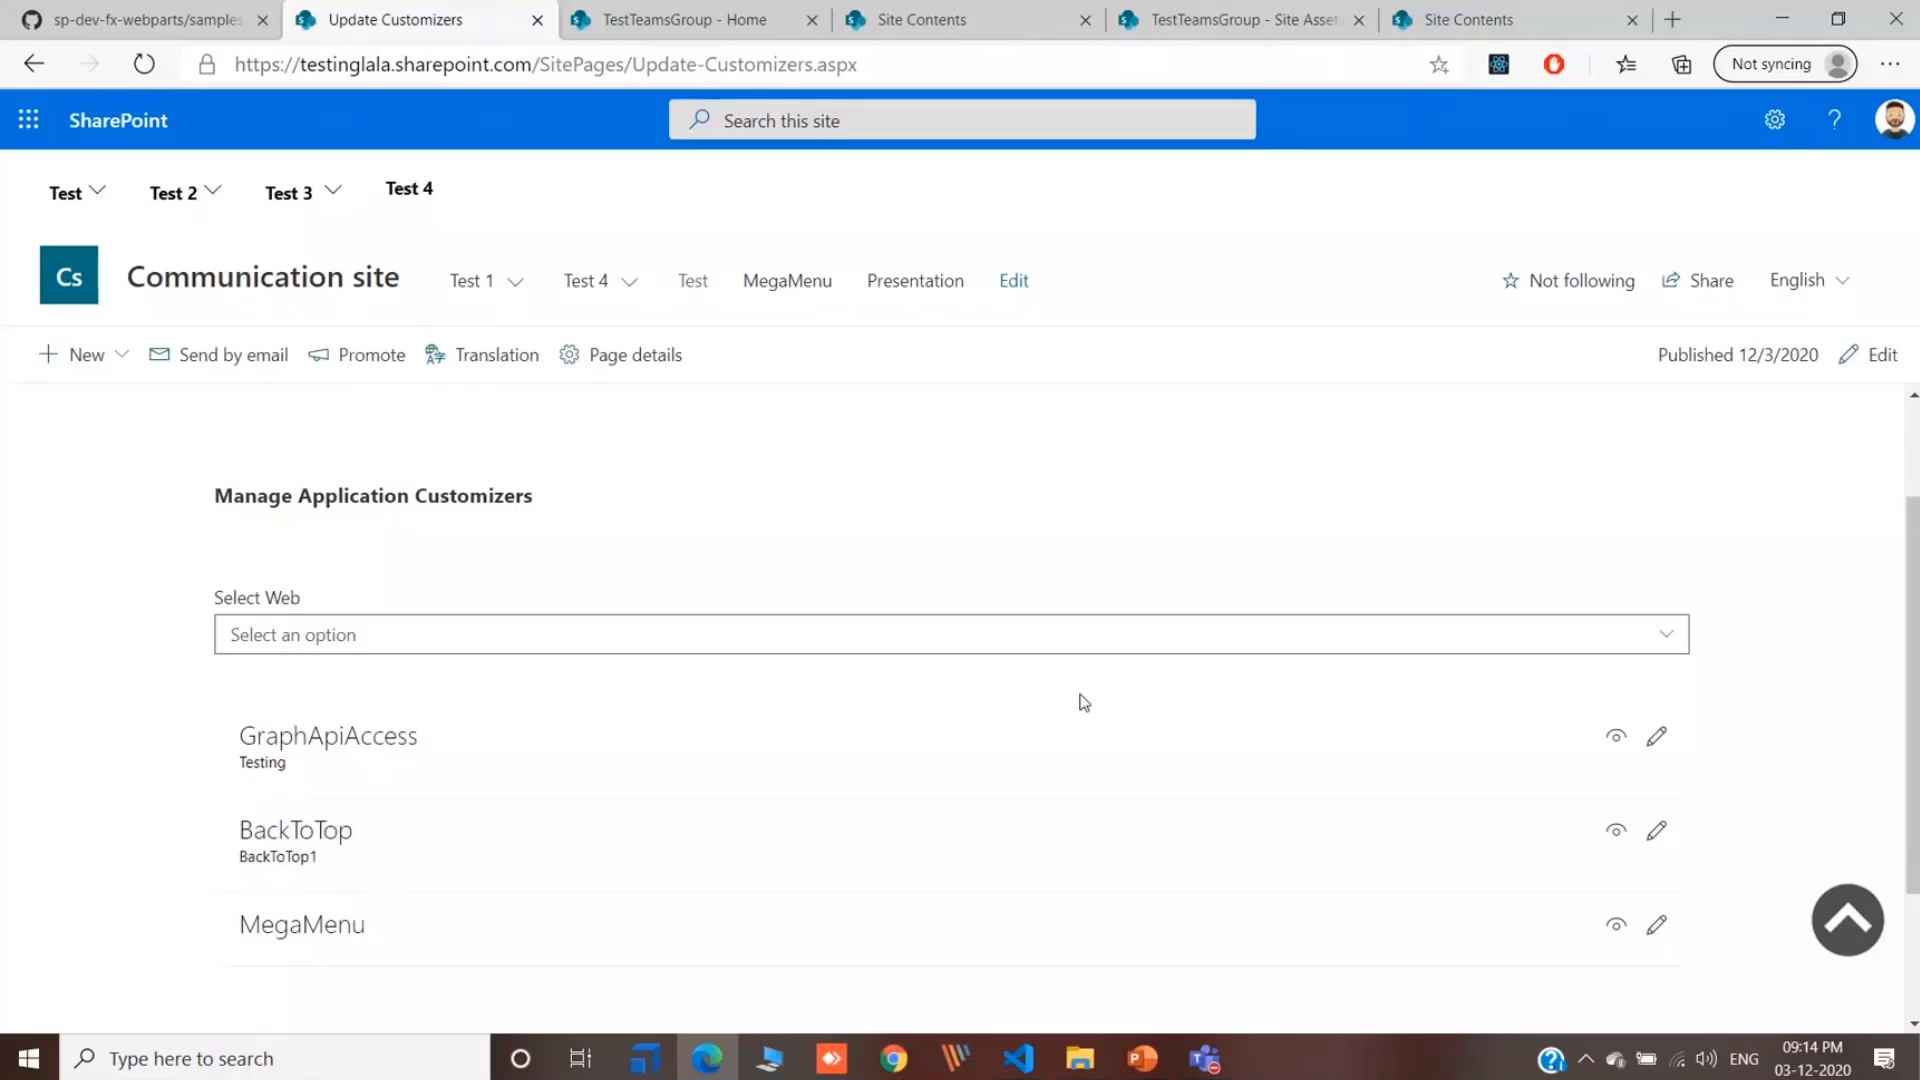 sp-dev-fx-webparts/samples
Update Customizers
TestTeamsGroup - Home
Site Contents
TestTeamsGroup - Site Asset
Site Contents
https://testinglala.sharepoint.com/SitePages/Update-Customizers.aspx
Not syncing
SharePoint
Search this site
Test
Test 2
Test 3
Test 4
Cs
Communication site
Test 1
Test 4
Test
MegaMenu
Presentation
Edit
Not following
Share
English
New
Send by email
Promote
Translation
Page details
Published 12/3/2020
Edit
Manage Application Customizers
Select Web
Select an option
GraphApiAccess
Testing
BackToTop
BackToTop1
MegaMenu
Type here to search
ENG
09:14 PM
03-12-2020